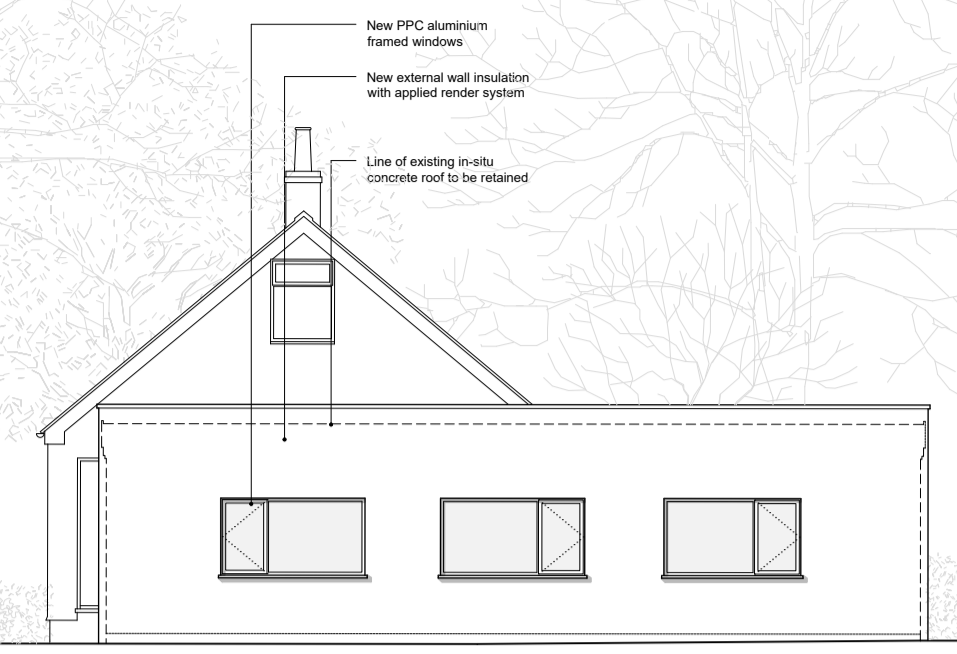 New PPC aluminium
framed windows
New external wall insulation
with applied render system
Line of existing in-situ
concrete roof to be retained